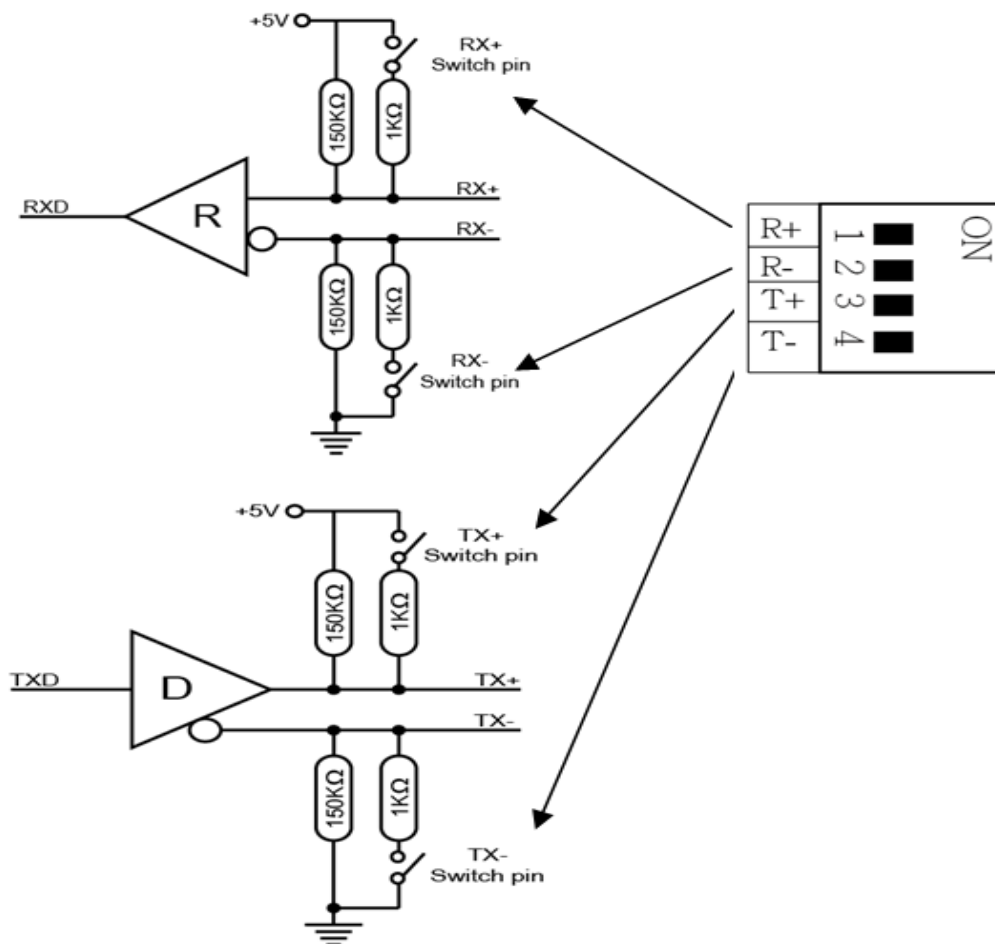 +5V
RX+
Switch pin
150KΩ
1KΩ
RX+
RXD
R
RX-
150KΩ
1KΩ
RX-
Switch pin
R+
R-
T+
T-
1
2
3
4
ON
+5V
TX+
Switch pin
150KΩ
1KΩ
TXD
D
TX+
TX-
150KΩ
1KΩ
TX-
Switch pin